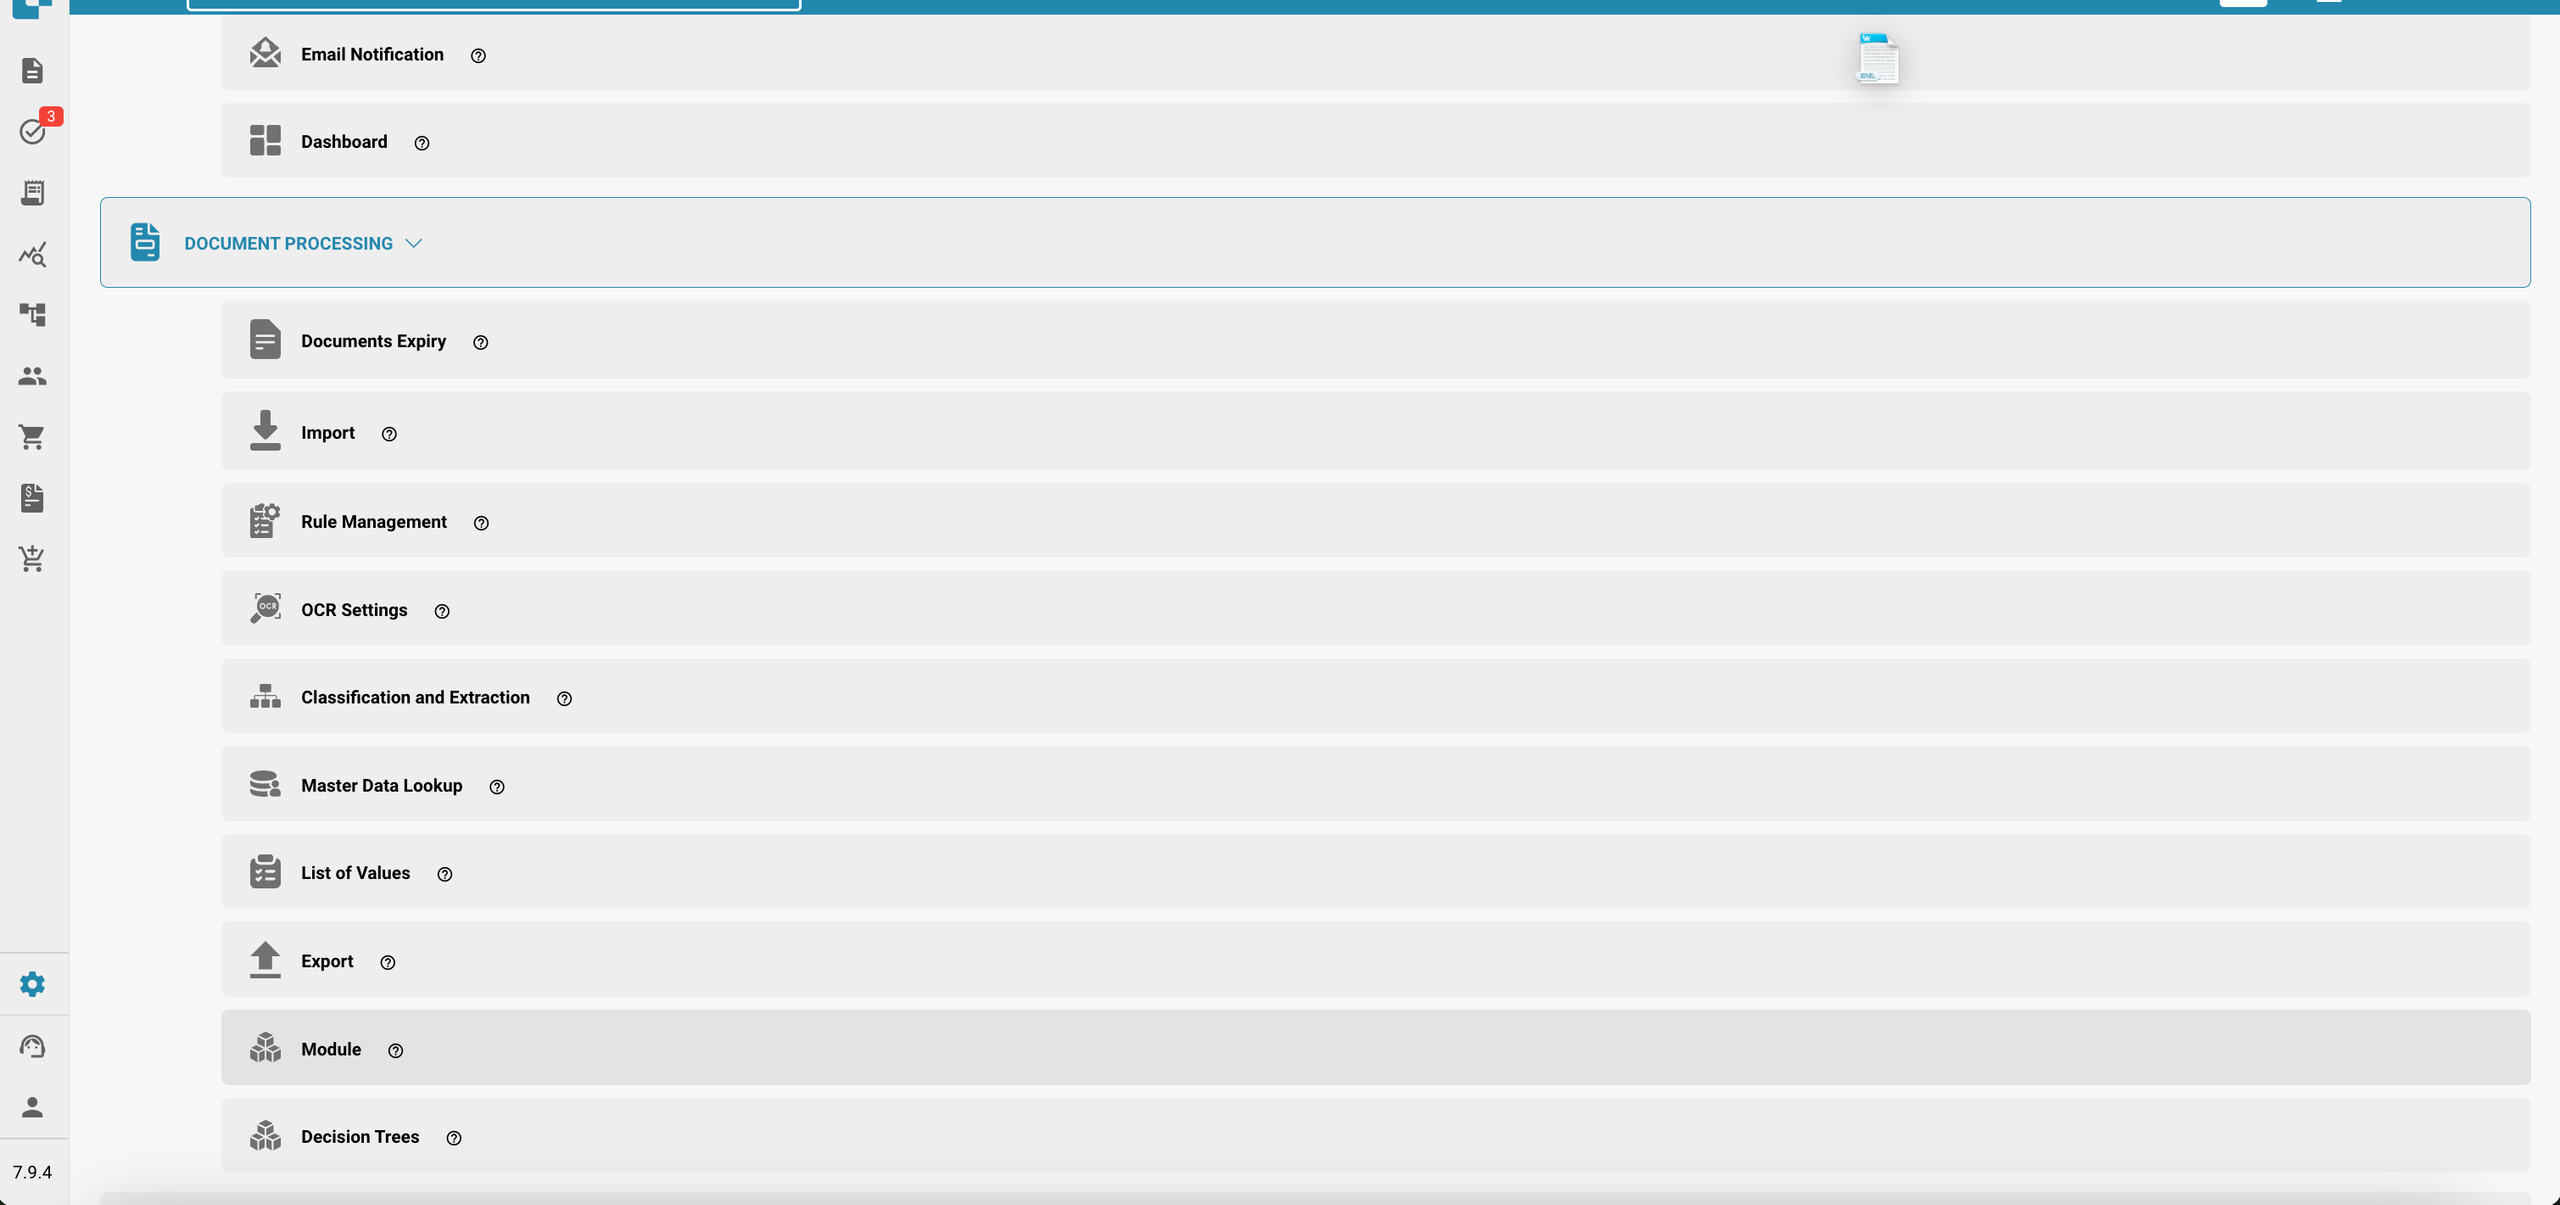 Email Notification
3
Dashboard
DOCUMENT PROCESSING
Documents Expiry
Import
Rule Management
OCR Settings
OCR
Classification and Extraction
Master Data Lookup
List of Values
Export
Module
Decision Trees
7.9.4